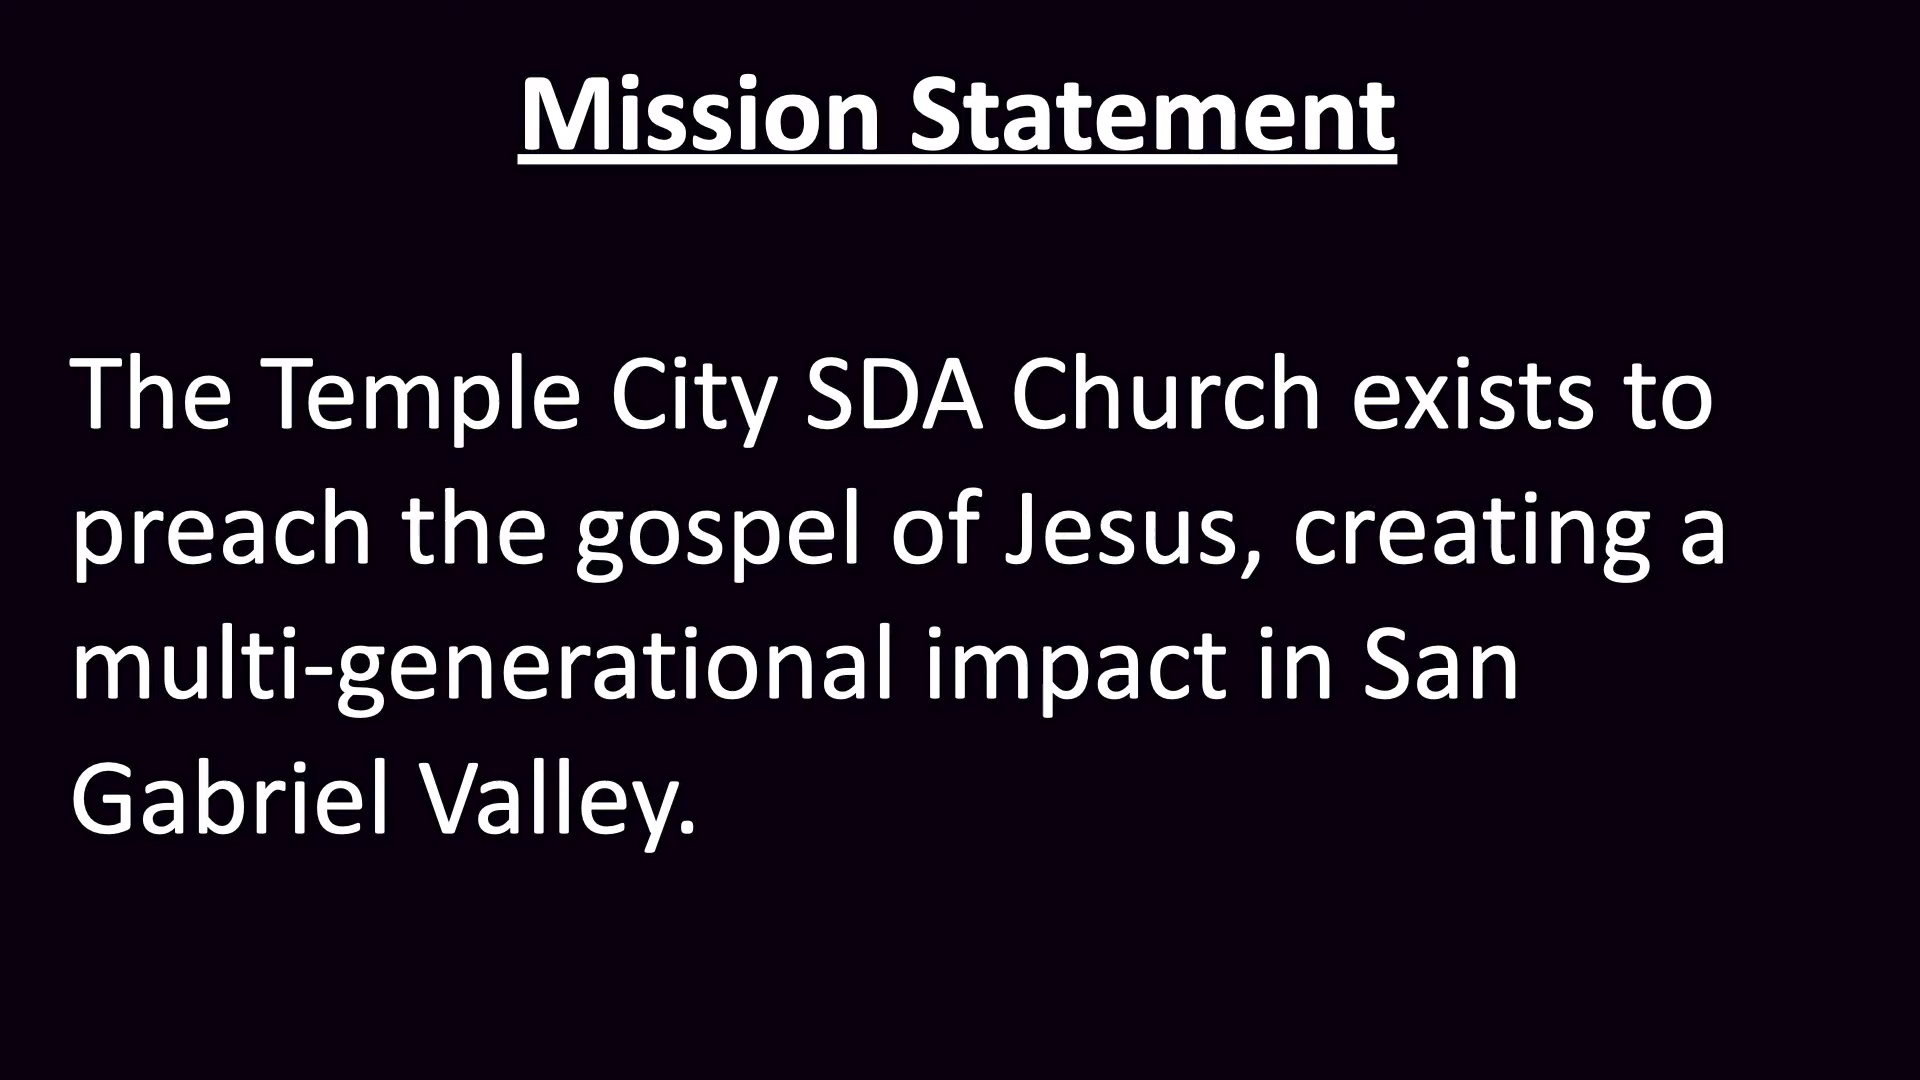 Mission Statement
The Temple City SDA Church exists to
preach the gospel of Jesus, creating a
multi-generational impact in San
Gabriel Valley.